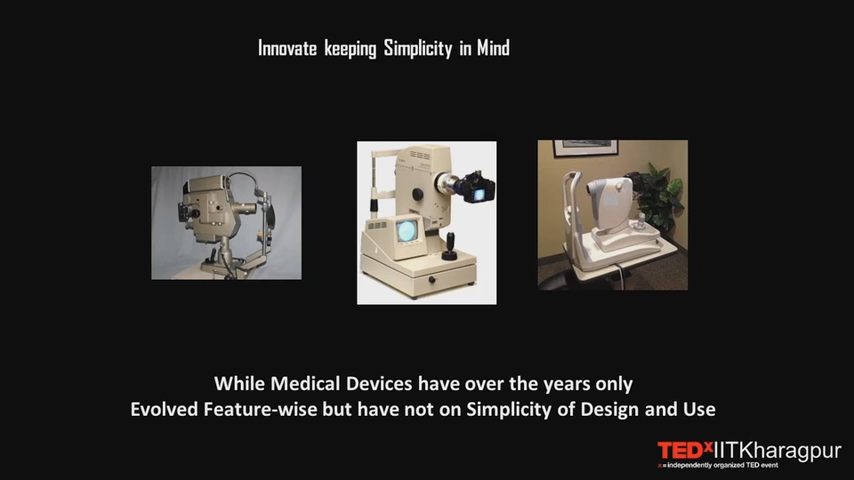 Innovate keeping Simplicity in Mind
While Medical Devices have over the years only
Evolved Feature-wise but have not on Simplicity of Design and Use
TEDxIITKharagpur
x = independently organized TED event